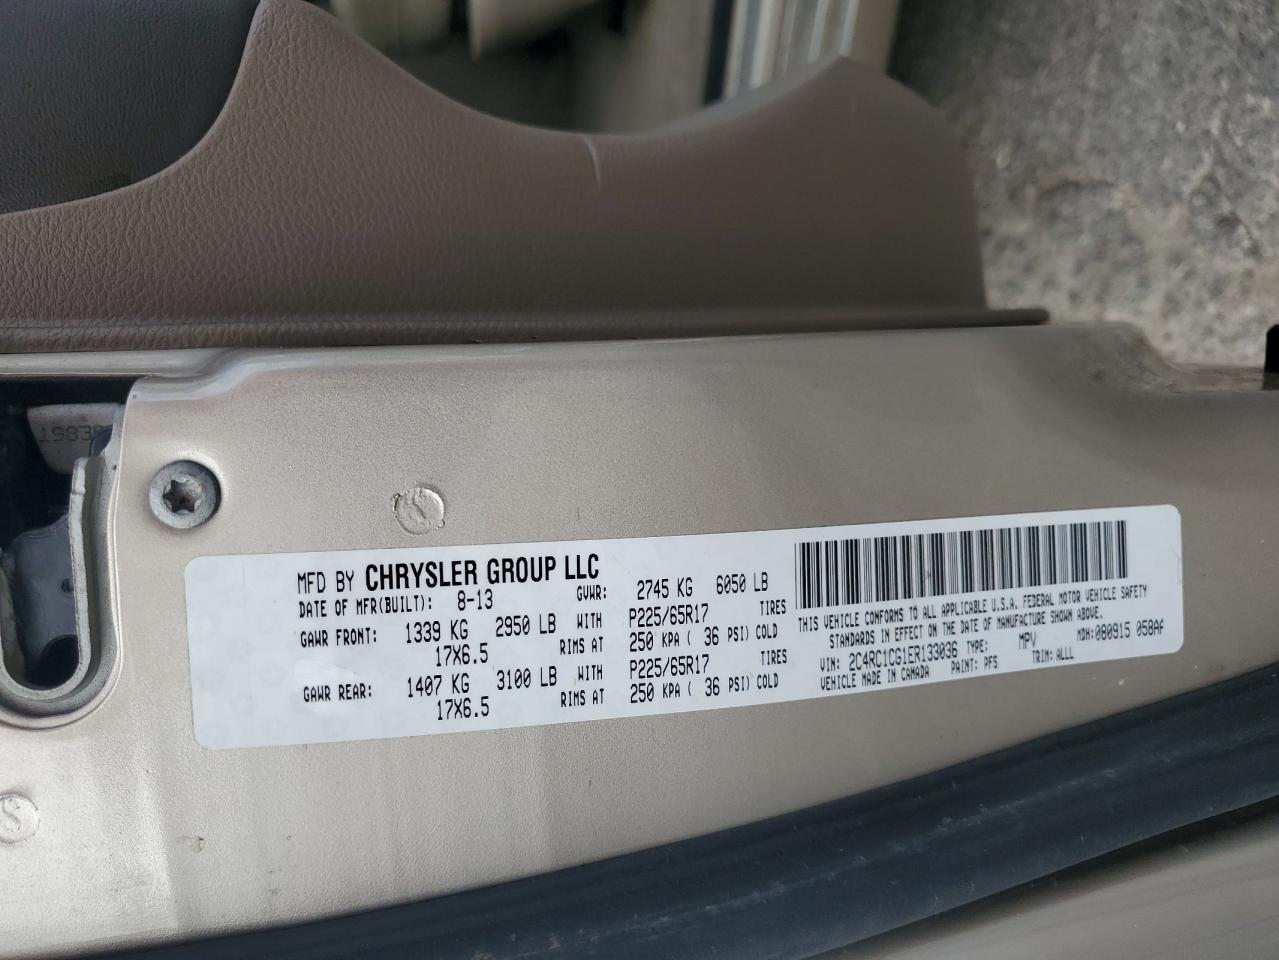 19838
MFD BY CHRYSLER GROUP LLC
DATE OF MFR(BUILT): 8-13 GVWR: 2745 KG 6050 LB
GAWR FRONT: 1339 KG 2950 LB WITH P225/65R17 TIRES
17X6.5 RIMS AT 250 KPA ( 36 PSI) COLD
GAWR REAR: 1407 KG 3100 LB WITH P225/65R17 TIRES
17X6.5 RIMS AT 250 KPA ( 36 PSI) COLD
THIS VEHICLE CONFORMS TO ALL APPLICABLE U.S.A. FEDERAL MOTOR VEHICLE SAFETY
STANDARDS IN EFFECT ON THE DATE OF MANUFACTURE SHOWN ABOVE.
VIN: 2C4RC1CG1ER133036 TYPE: MPV MDH:080915 058AF
VEHICLE MADE IN CANADA PAINT: PFS TRIM: ALLL